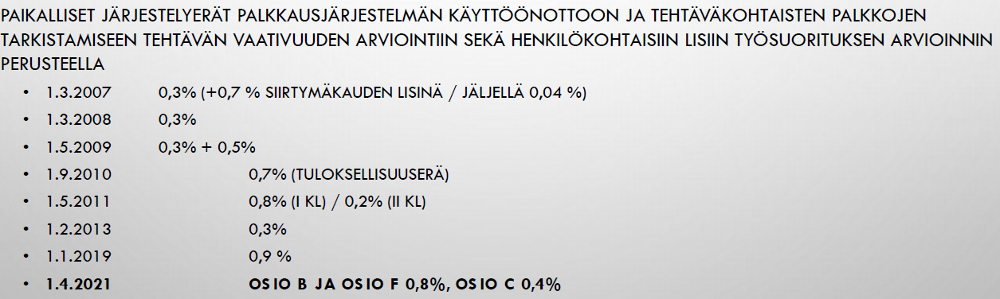 PAIKALLISET JÄRJESTELYERÄT PALKKAUSJÄRJESTELMÄN KÄYTTÖÖNOTTOON JA TEHTÄVÄKOHTAISTEN PALKKOJEN
TARKISTAMISEEN TEHTÄVÄN VAATIVUUDEN ARVIOINTIIN SEKÄ HENKILÖKOHTAISIIN LISIIN TYÖSUORITUKSEN ARVIOINNIN
PERUSTEELLA
• 1.3.2007 0,3% (+0,7 % SIIRTYMÄKAUDEN LISINÄ / JÄLJELLÄ 0,04 %)
• 1.3.2008 0,3%
• 1.5.2009 0,3% + 0,5%
• 1.9.2010 0,7% (TULOKSELLISUUSERÄ)
• 1.5.2011 0,8% (I KL) / 0,2% (II KL)
• 1.2.2013 0,3%
• 1.1.2019 0,9 %
• 1.4.2021 OSIO B JA OSIO F 0,8%, OSIO C 0,4%